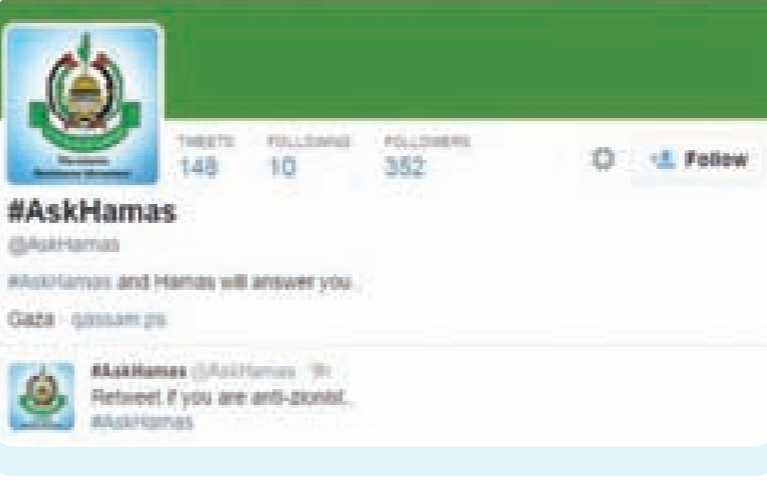 TWEETS FOLLOWING FOLLOWERS
148 10 352
Follow
#AskHamas
@AskHamas
#AskHamas and Hamas will answer you..
Gaza · qassam.ps
#AskHamas @AskHamas · 9h
Retweet if you are anti-zionist..
#AskHamas